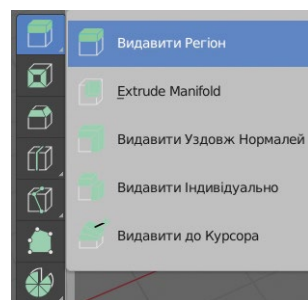 Видавити Регіон
Extrude Manifold
Видавити Уздовж Нормалей
Видавити Індивідуально
Видавити до Курсора